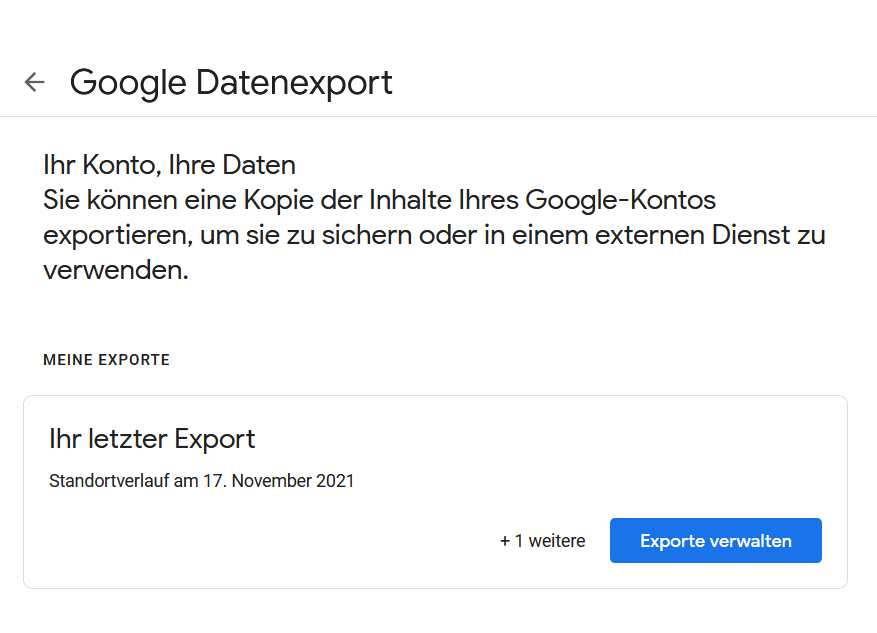 Google Datenexport
Ihr Konto, Ihre Daten
Sie können eine Kopie der Inhalte Ihres Google-Kontos
exportieren, um sie zu sichern oder in einem externen Dienst zu
verwenden.
MEINE EXPORTE
Ihr letzter Export
Standortverlauf am 17. November 2021
+ 1 weitere
Exporte verwalten